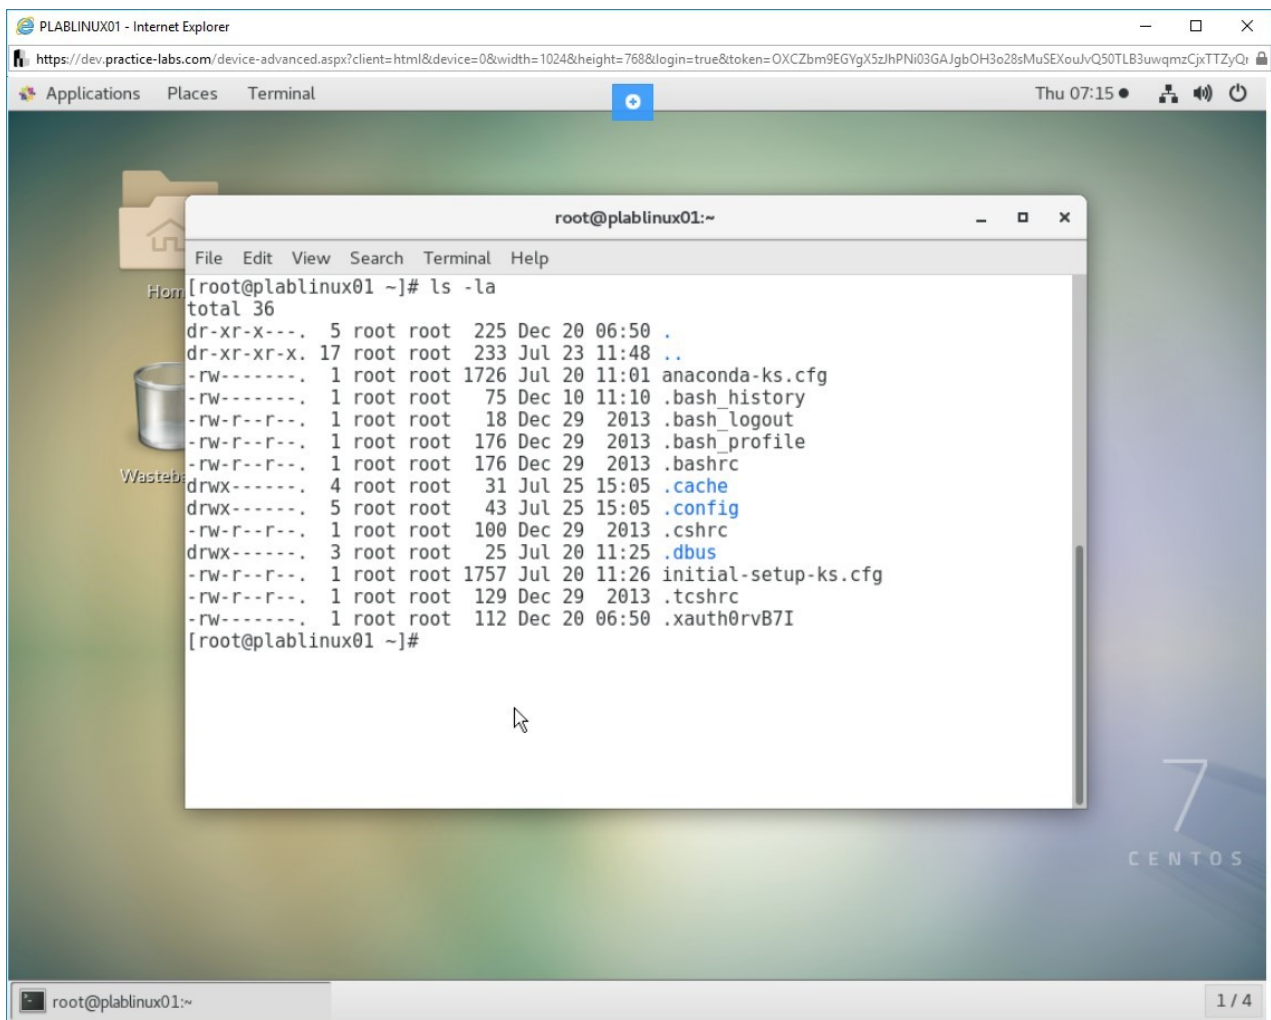 PLABLINUX01 - Internet Explorer
https://dev.practice-labs.com/device-advanced.aspx?client=html&device=0&width=1024&height=768&login=true&token=OXCZbm9EGYgX5zJhPNi03GAJgbOH3o28sMuSEXouJvQ50TLB3uwqmzCjxTTZyQr
Applications Places Terminal Thu 07:15
root@plablinux01:~
File Edit View Search Terminal Help
Hom
[root@plablinux01 ~]# ls -la
total 36
dr-xr-x---. 5 root root 225 Dec 20 06:50 .
dr-xr-xr-x. 17 root root 233 Jul 23 11:48 ..
-rw-------. 1 root root 1726 Jul 20 11:01 anaconda-ks.cfg
-rw-------. 1 root root 75 Dec 10 11:10 .bash_history
-rw-r--r--. 1 root root 18 Dec 29 2013 .bash_logout
-rw-r--r--. 1 root root 176 Dec 29 2013 .bash_profile
-rw-r--r--. 1 root root 176 Dec 29 2013 .bashrc
Wasteb
drwx------. 4 root root 31 Jul 25 15:05 .cache
drwx------. 5 root root 43 Jul 25 15:05 .config
-rw-r--r--. 1 root root 100 Dec 29 2013 .cshrc
drwx------. 3 root root 25 Jul 20 11:25 .dbus
-rw-r--r--. 1 root root 1757 Jul 20 11:26 initial-setup-ks.cfg
-rw-r--r--. 1 root root 129 Dec 29 2013 .tcshrc
-rw-------. 1 root root 112 Dec 20 06:50 .xauth0rvB7I
[root@plablinux01 ~]#
7
CENTOS
root@plablinux01:~
1 / 4